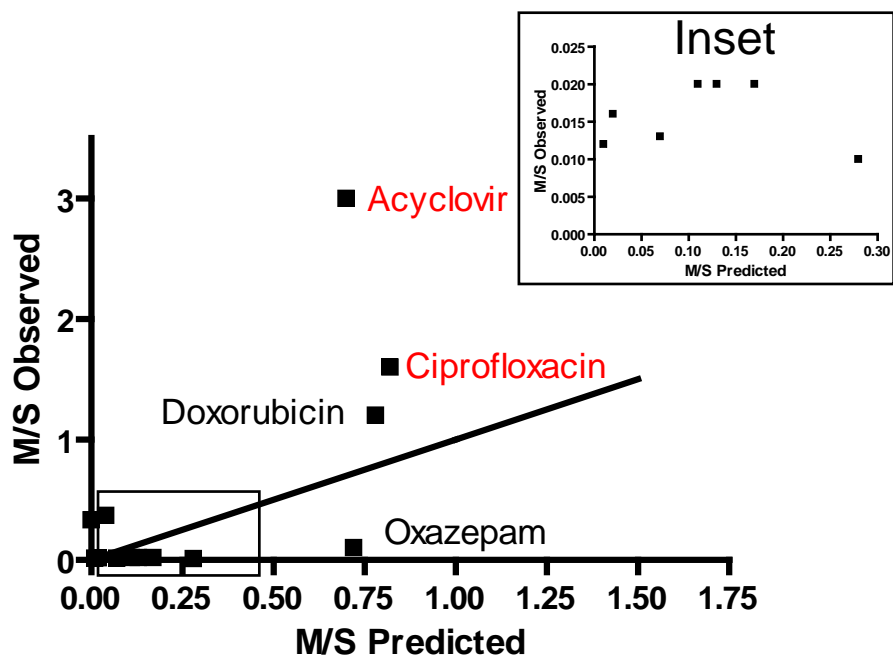 Inset
0.025
0.020
0.015
0.010
0.005
0.000
M/S Observed
0.00 0.05 0.10 0.15 0.20 0.25 0.30
M/S Predicted
3
2
1
0
M/S Observed
Acyclovir
Ciprofloxacin
Doxorubicin
Oxazepam
0.00 0.25 0.50 0.75 1.00 1.25 1.50 1.75
M/S Predicted